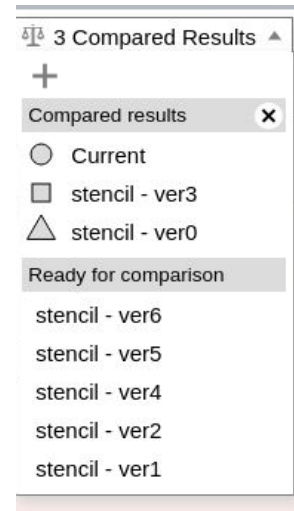 3 Compared Results
Compared results
Current
stencil - ver3
stencil - ver0
Ready for comparison
stencil - ver6
stencil - ver5
stencil - ver4
stencil - ver2
stencil - ver1